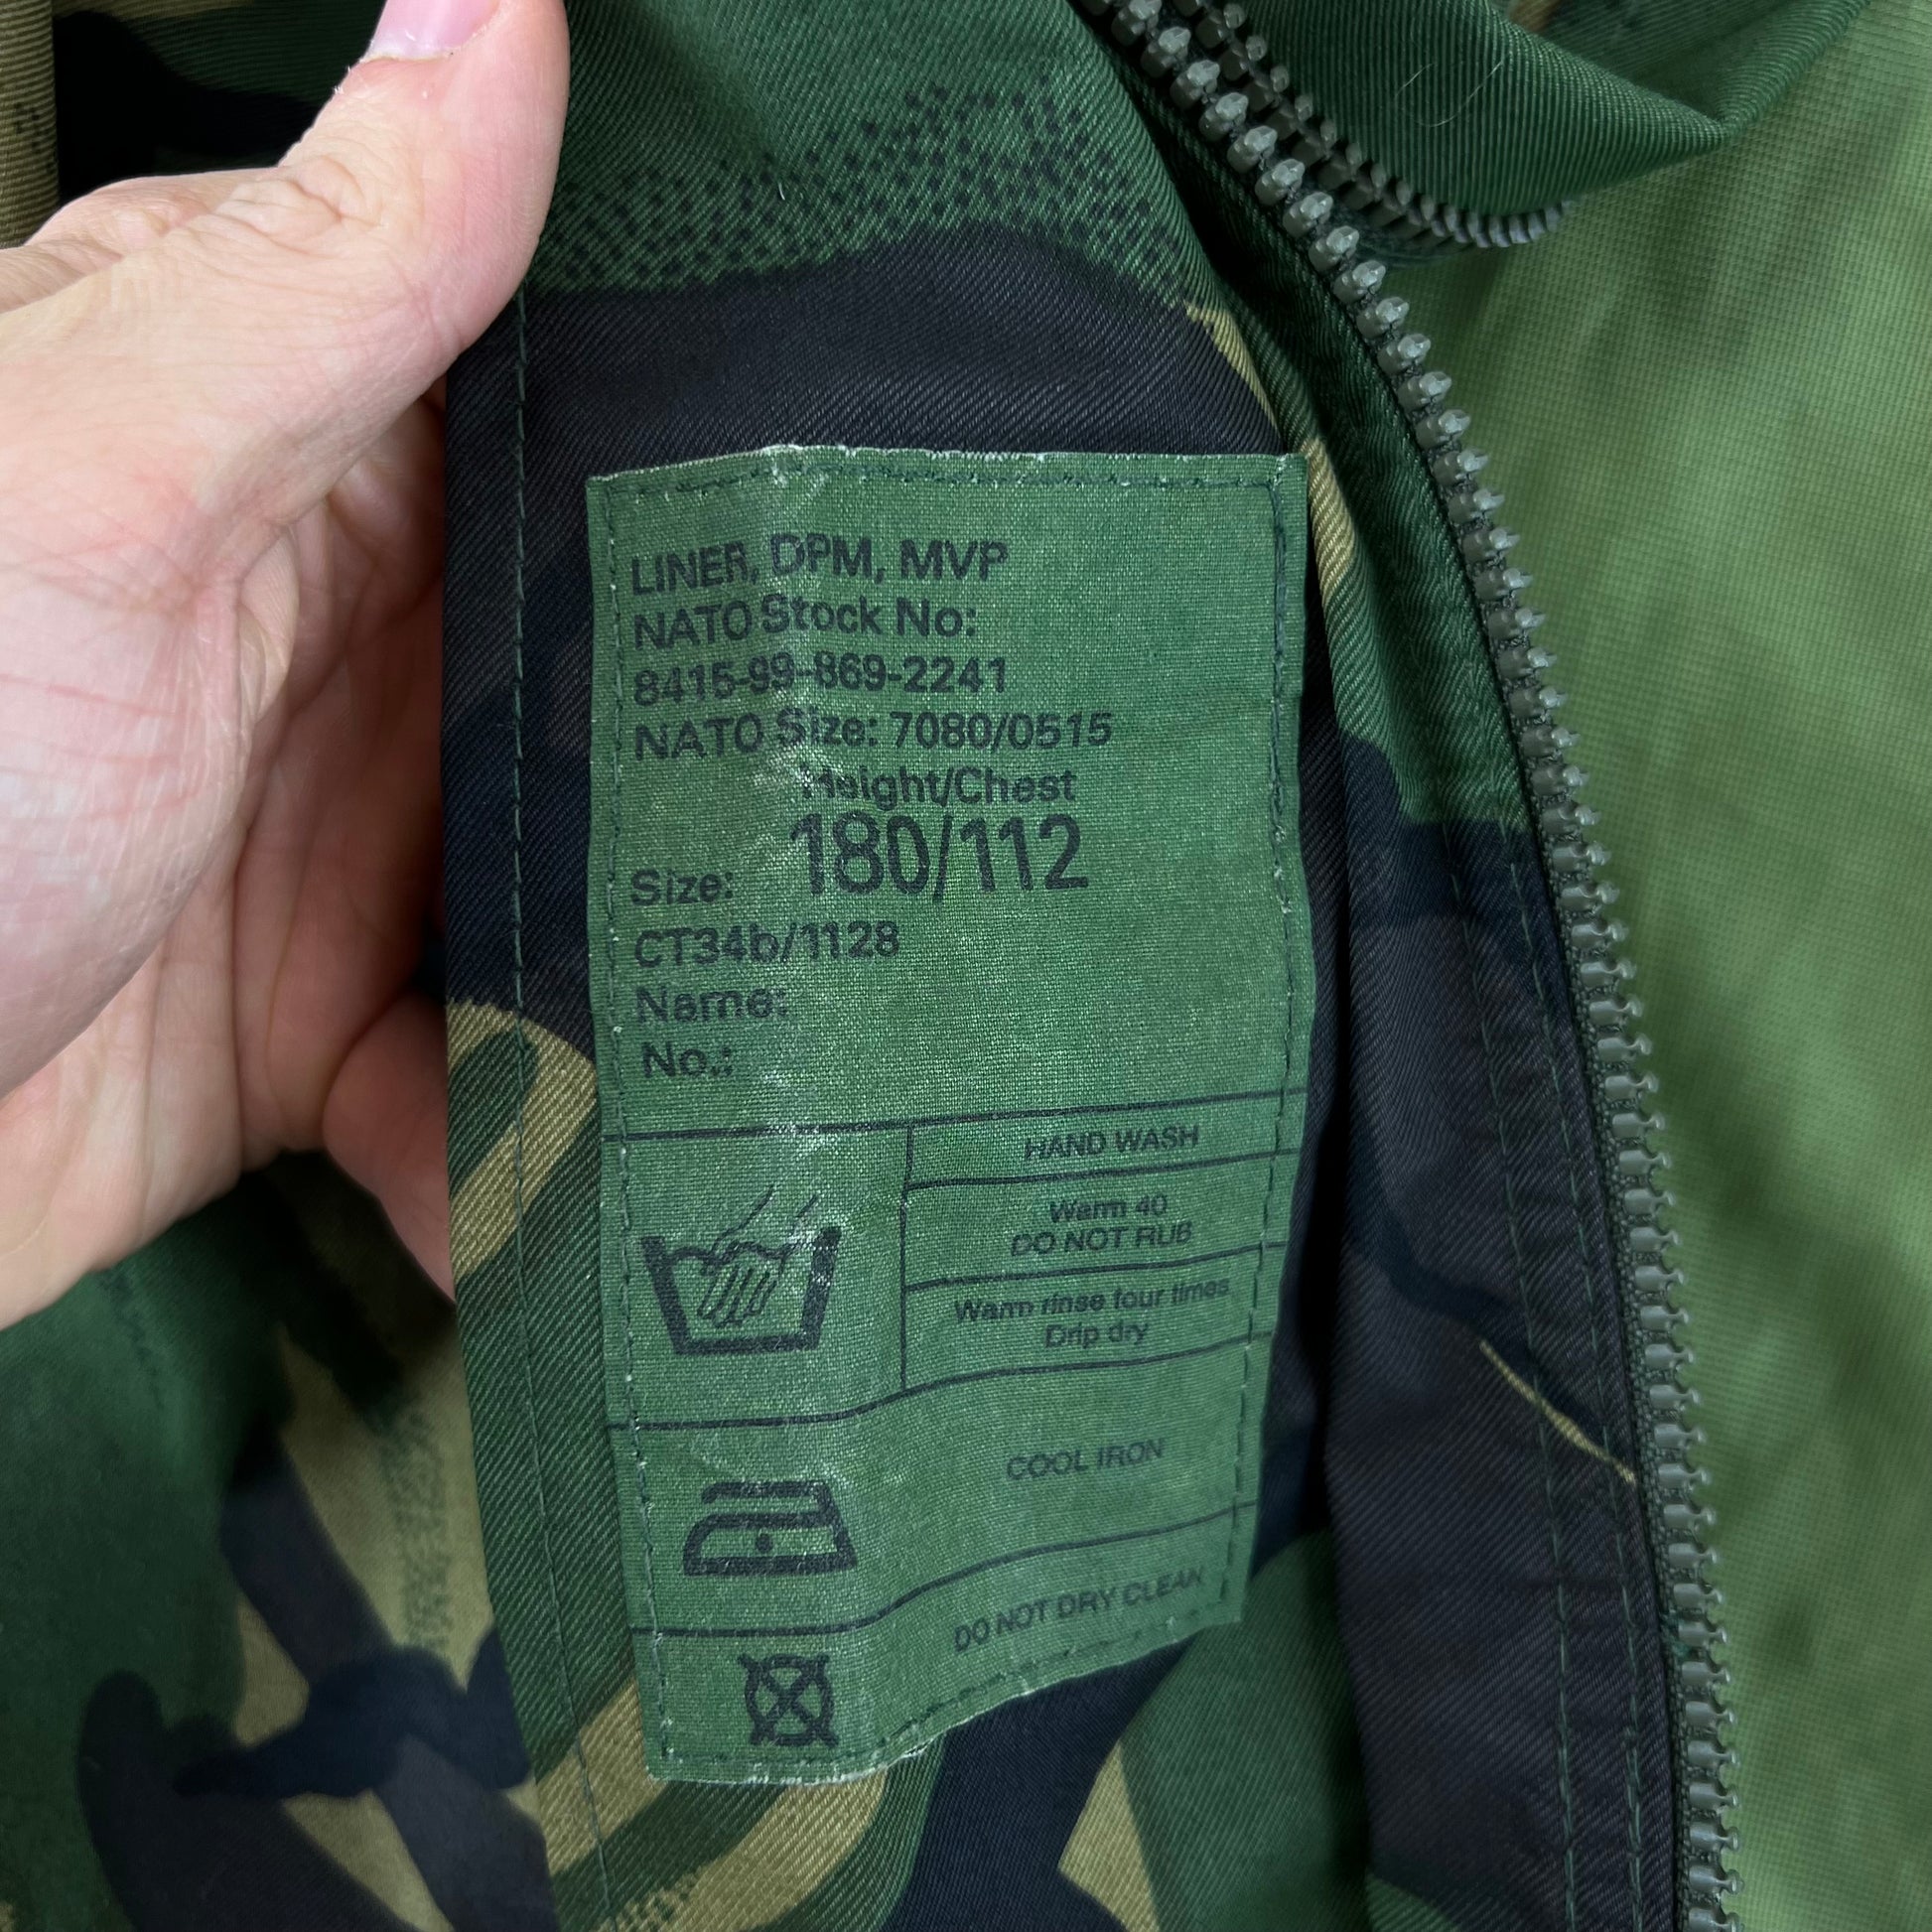 LINER, DPM, MVP
NATO Stock No:
8415-99-869-2241
NATO Size: 7080/0515
Height/Chest
Size: 180/112
CT34b/1128
Name:
No.:
HAND WASH
Warm 40
DO NOT RUB
Warm rinse four times
Drip dry
COOL IRON
DO NOT DRY CLEAN